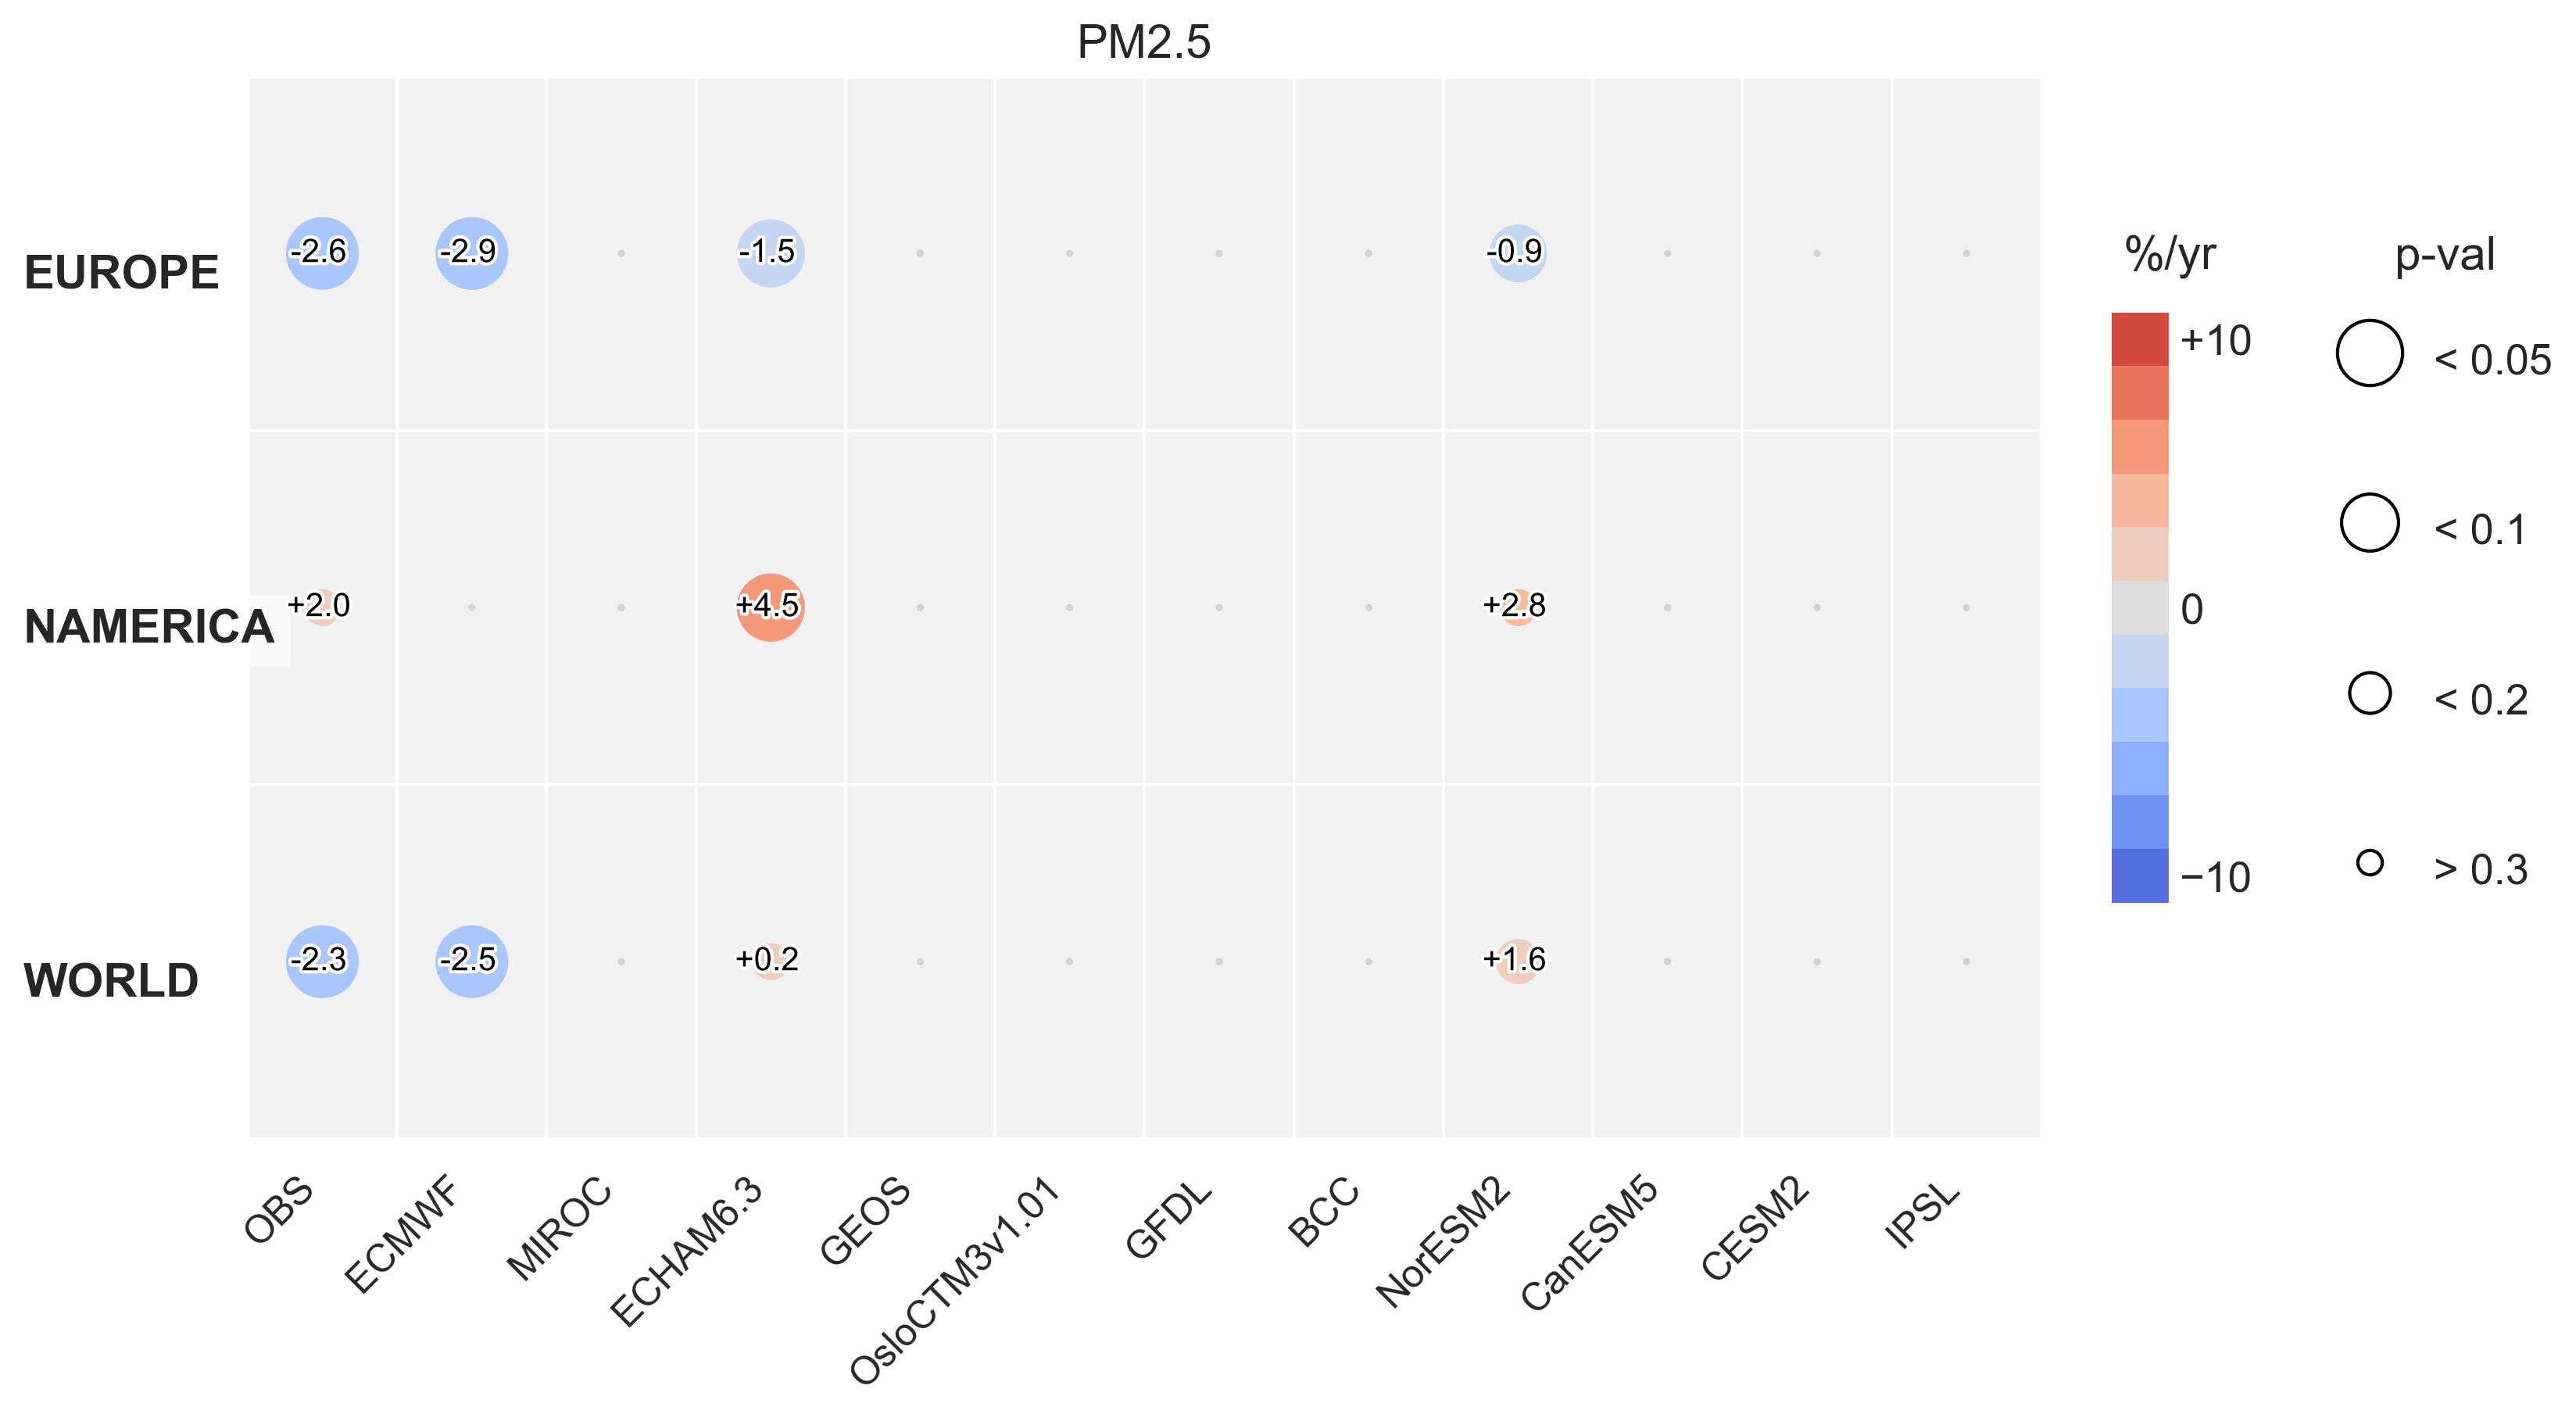 PM2.5
EUROPE
-2.6 -2.9 -1.5 -0.9
NAMERICA
+2.0 +4.5 +2.8
WORLD
-2.3 -2.5 +0.2 +1.6
OBS ECMWF MIROC ECHAM6.3 GEOS OsloCTM3v1.01 GFDL BCC NorESM2 CanESM5 CESM2 IPSL
%/yr
+10
0
−10
p-val
< 0.05
< 0.1
< 0.2
> 0.3